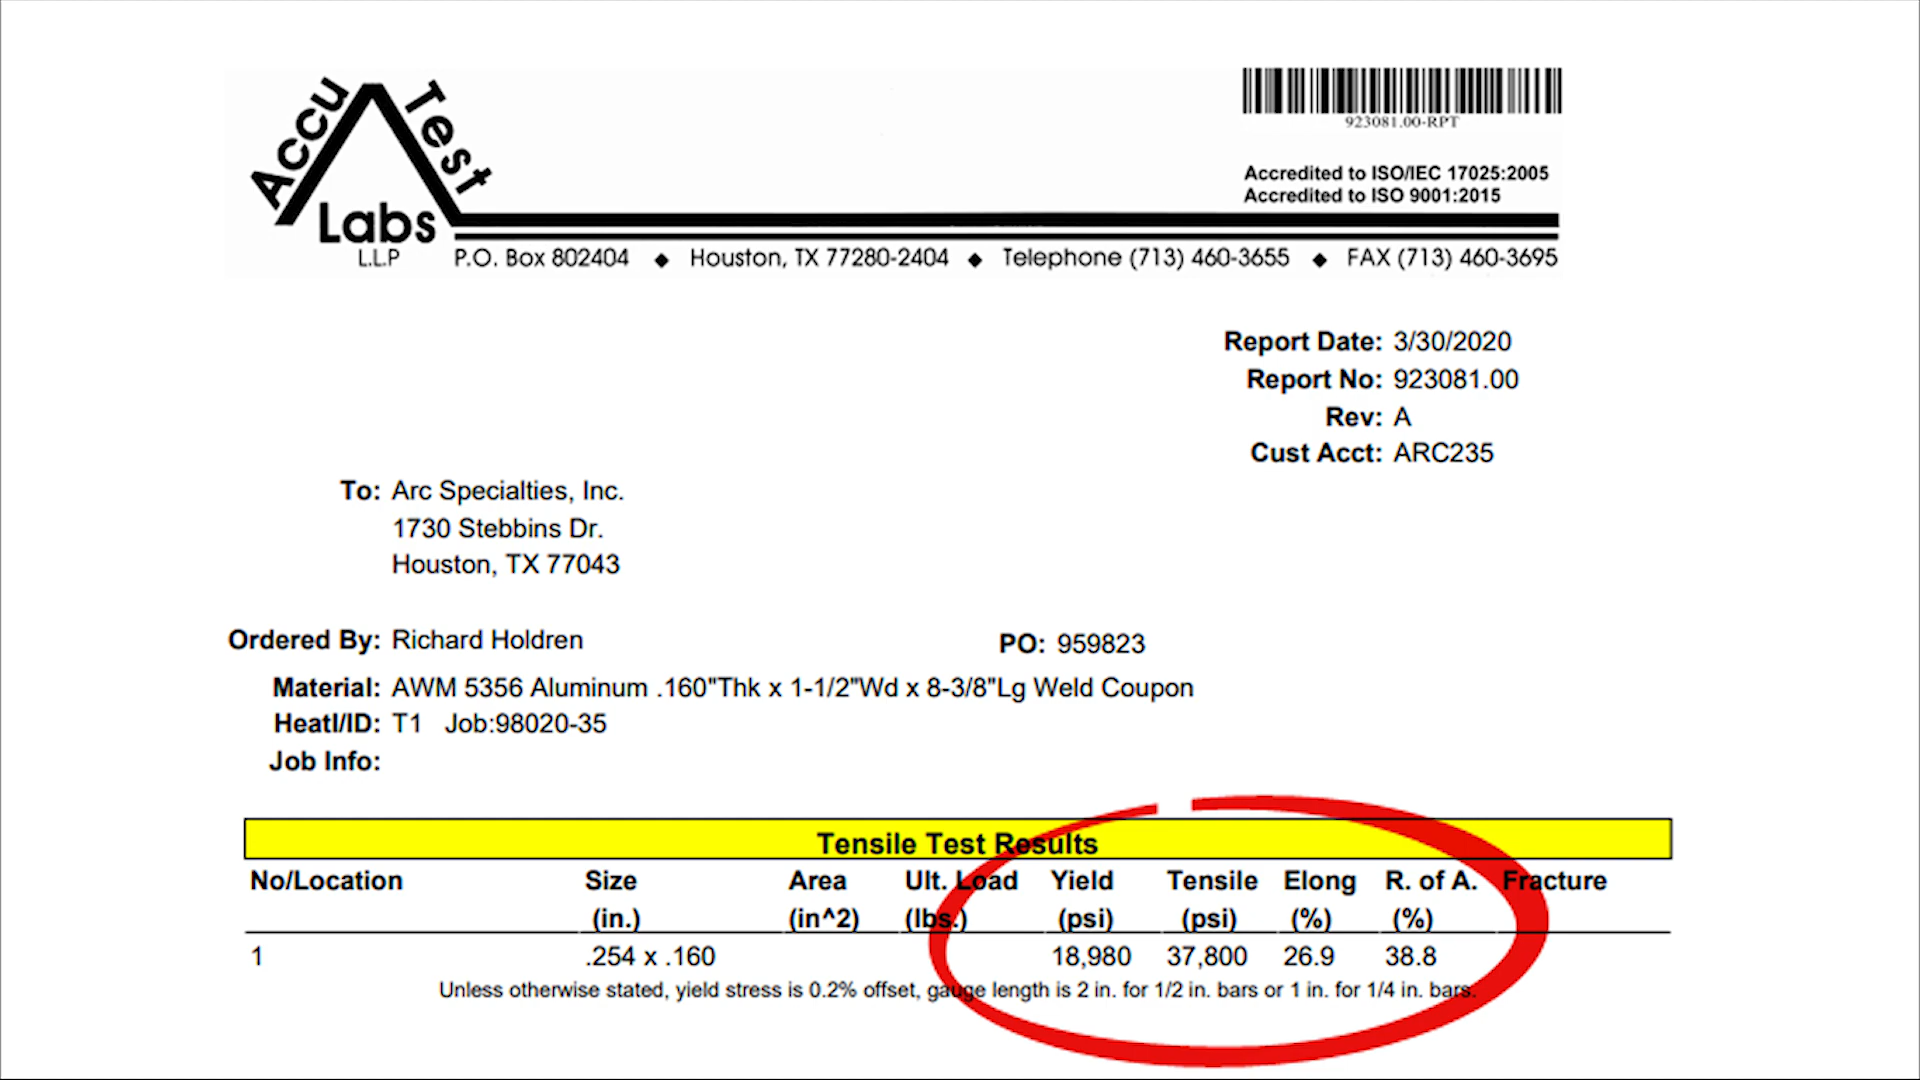 Accu Test
Labs
L.L.P
923081.00-RPT
Accredited to ISO/IEC 17025:2005
Accredited to ISO 9001:2015
P.O. Box 802404 ◆ Houston, TX 77280-2404 ◆ Telephone (713) 460-3655 ◆ FAX (713) 460-3695
Report Date: 3/30/2020
Report No: 923081.00
Rev: A
Cust Acct: ARC235
To: Arc Specialties, Inc.
1730 Stebbins Dr.
Houston, TX 77043
Ordered By: Richard Holdren PO: 959823
Material: AWM 5356 Aluminum .160"Thk x 1-1/2"Wd x 8-3/8"Lg Weld Coupon
Heatl/ID: T1 Job:98020-35
Job Info:
Tensile Test Results
No/Location Size Area Ult. Load Yield Tensile Elong R. of A. Fracture
(in.) (in^2) (lbs.) (psi) (psi) (%) (%)
1 .254 x .160 18,980 37,800 26.9 38.8
Unless otherwise stated, yield stress is 0.2% offset, gauge length is 2 in. for 1/2 in. bars or 1 in. for 1/4 in. bars.